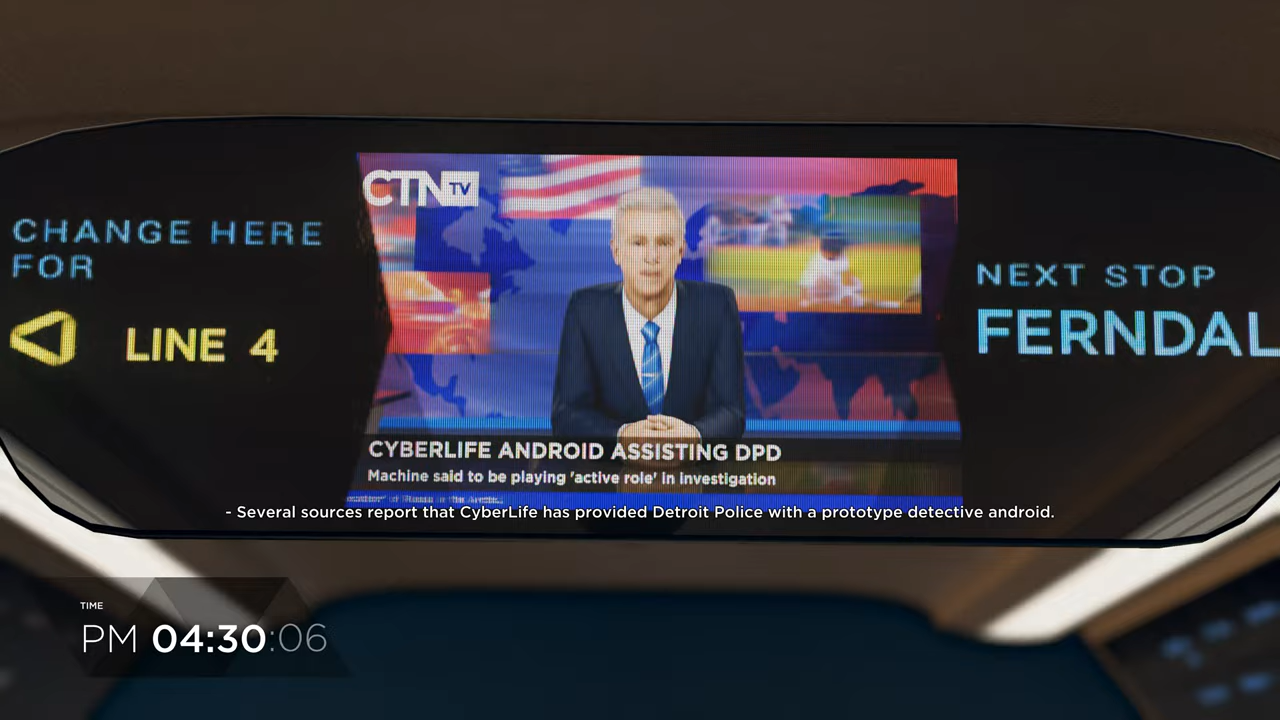 CHANGE HERE
FOR
LINE 4
CTN TV
CYBERLIFE ANDROID ASSISTING DPD
Machine said to be playing 'active role' in investigation
NEXT STOP
FERNDAL
- Several sources report that CyberLife has provided Detroit Police with a prototype detective android.
TIME
PM 04:30:06